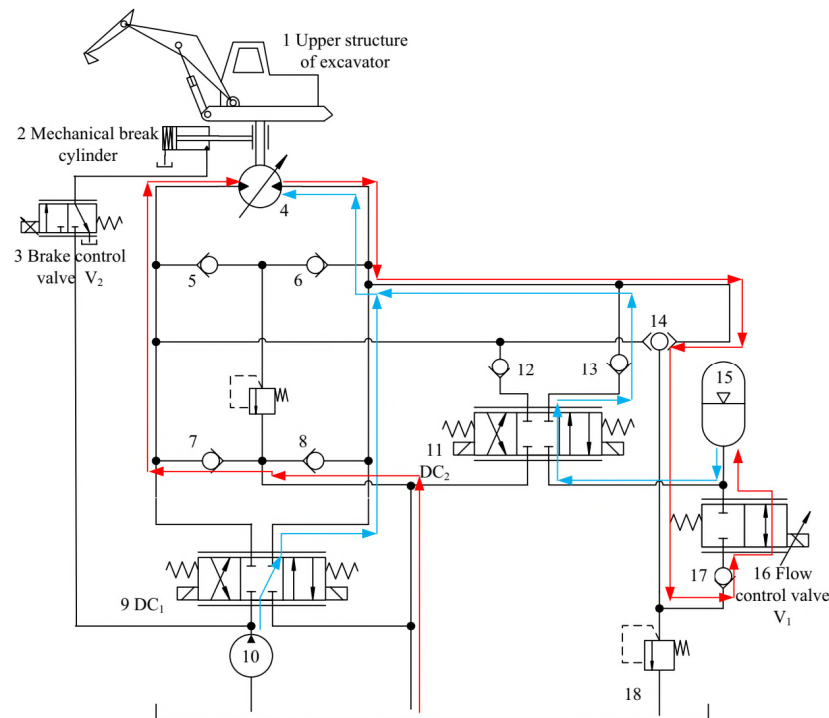 1 Upper structure
of excavator
2 Mechanical break
cylinder
4
3 Brake control
valve V2
5
6
14
12
13
15
7
8
11
DC2
16 Flow
control valve
V1
17
9 DC1
10
18